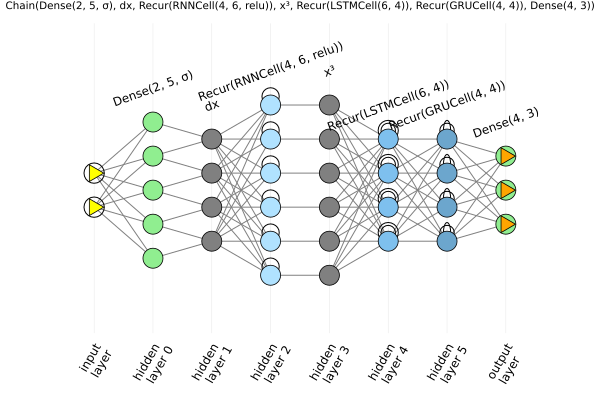 Chain(Dense(2, 5, σ), dx, Recur(RNNCell(4, 6, relu)), x³, Recur(LSTMCell(6, 4)), Recur(GRUCell(4, 4)), Dense(4, 3))
Dense(2, 5, σ)
dx
Recur(RNNCell(4, 6, relu))
x³
Recur(LSTMCell(6, 4))
Recur(GRUCell(4, 4))
Dense(4, 3)
input
layer
hidden
layer 0
hidden
layer 1
hidden
layer 2
hidden
layer 3
hidden
layer 4
hidden
layer 5
output
layer